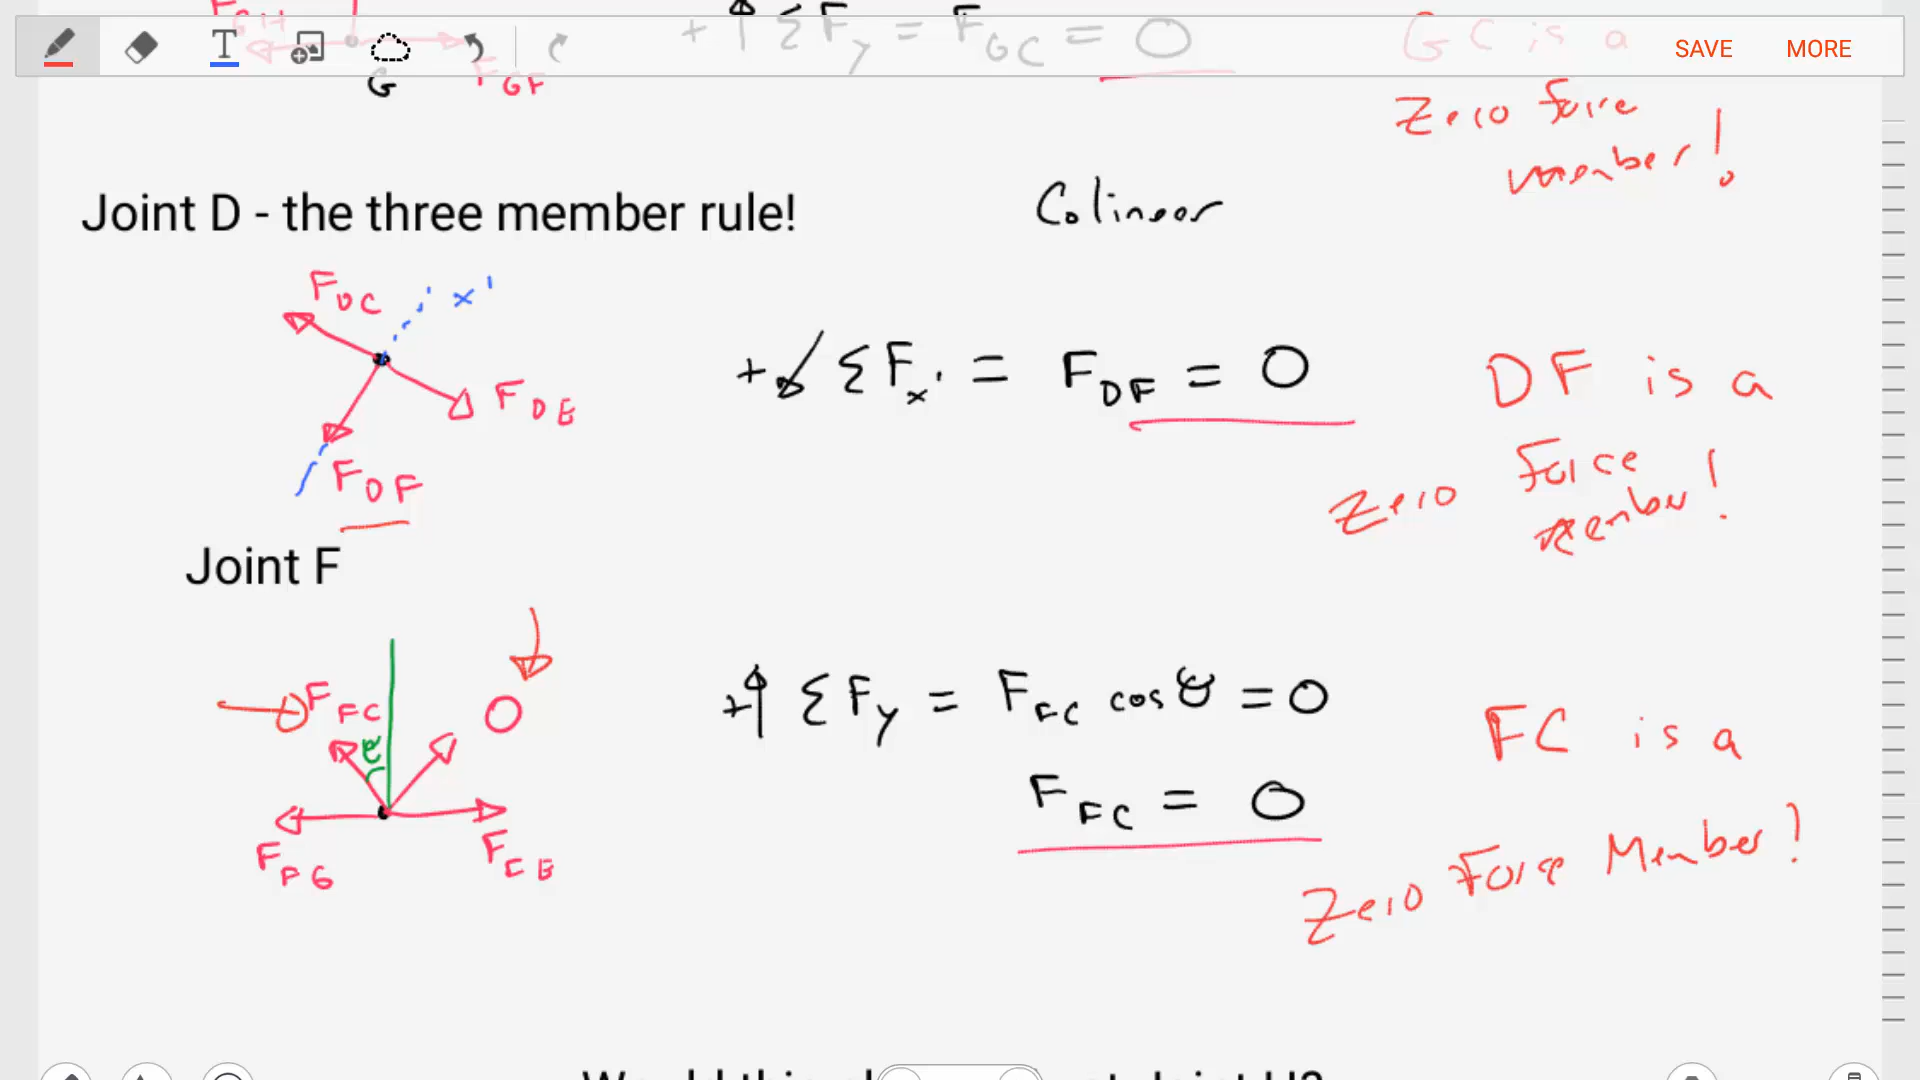 SAVE MORE
+↑ΣFy = FGC = 0
GC is a
Zero Force
member!
G
FGF
Joint D - the three member rule!
Colinear
FDC
x'
FDE
FDF
+↙ΣFx' = FDF = 0
DF is a
Zero Force
member!
Joint F
FFC
θ
0
FFG
FFE
+↑ΣFy = FFC cosθ = 0
FFC = 0
FC is a
Zero Force Member!